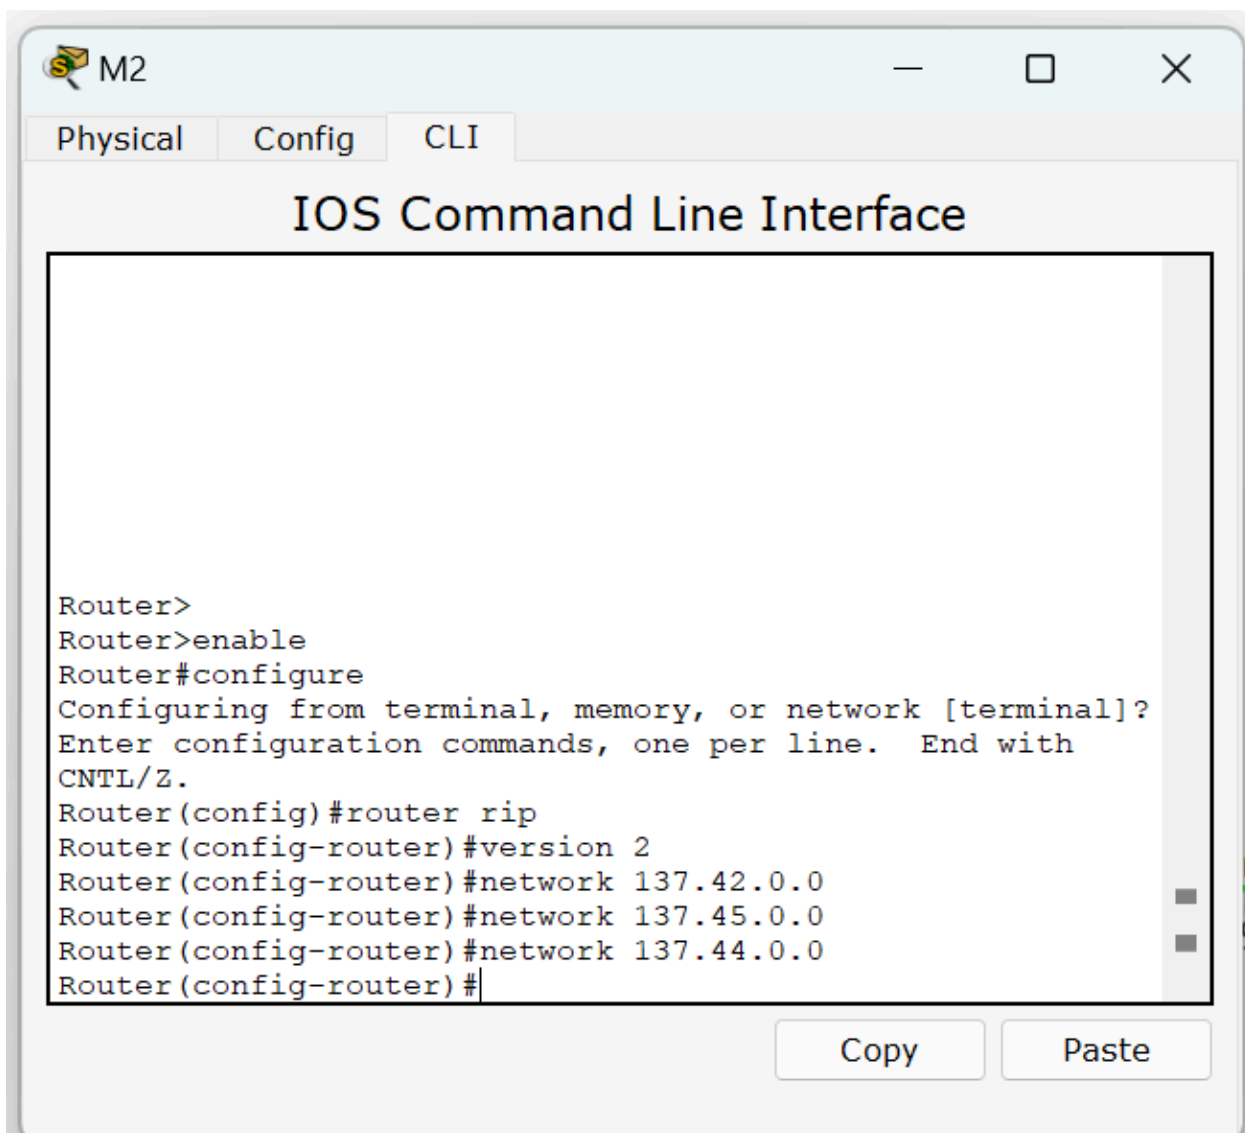 M2
Physical Config CLI
IOS Command Line Interface
Router>
Router>enable
Router#configure
Configuring from terminal, memory, or network [terminal]?
Enter configuration commands, one per line.  End with
CNTL/Z.
Router(config)#router rip
Router(config-router)#version 2
Router(config-router)#network 137.42.0.0
Router(config-router)#network 137.45.0.0
Router(config-router)#network 137.44.0.0
Router(config-router)#
Copy Paste